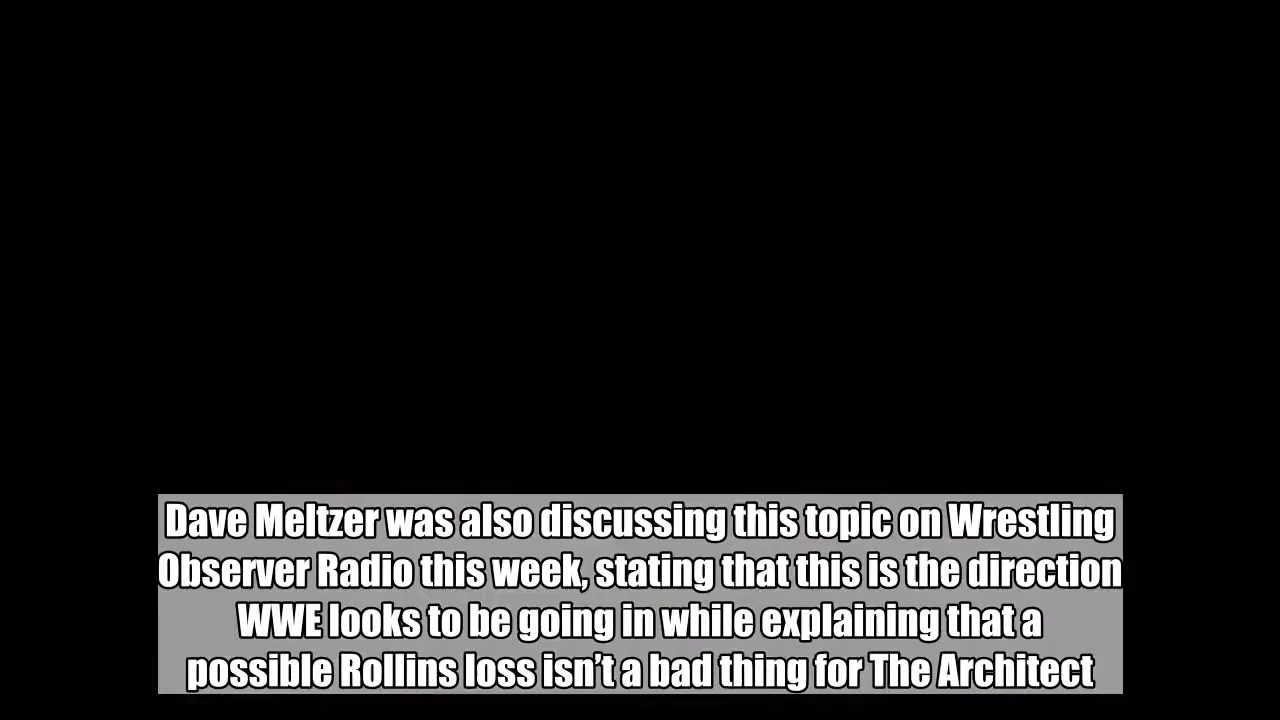 Dave Meltzer was also discussing this topic on Wrestling
Observer Radio this week, stating that this is the direction
WWE looks to be going in while explaining that a
possible Rollins loss isn’t a bad thing for The Architect